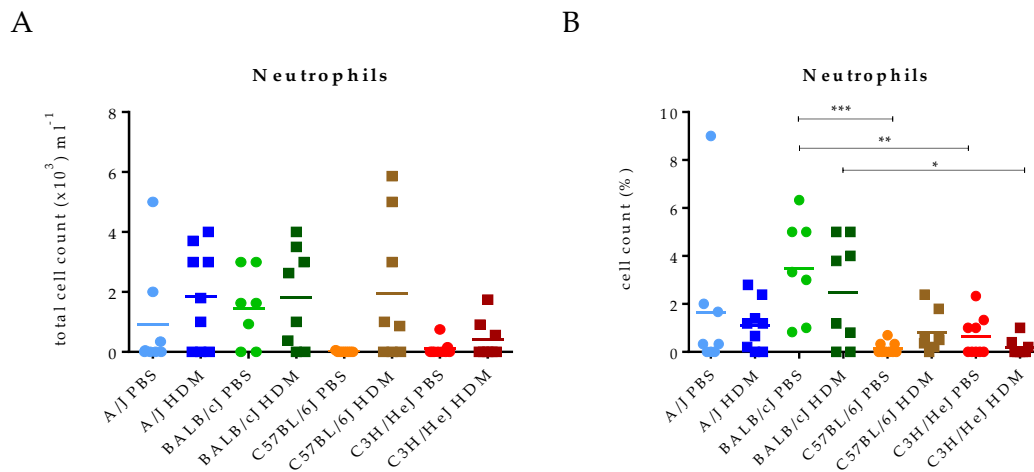 A
Neutrophils
total cell count (x10³) ml⁻¹
8
6
4
2
0
A/J PBS
A/J HDM
BALB/cJ PBS
BALB/cJ HDM
C57BL/6J PBS
C57BL/6J HDM
C3H/HeJ PBS
C3H/HeJ HDM
B
Neutrophils
cell count (%)
10
8
6
4
2
0
***
**
*
A/J PBS
A/J HDM
BALB/cJ PBS
BALB/cJ HDM
C57BL/6J PBS
C57BL/6J HDM
C3H/HeJ PBS
C3H/HeJ HDM